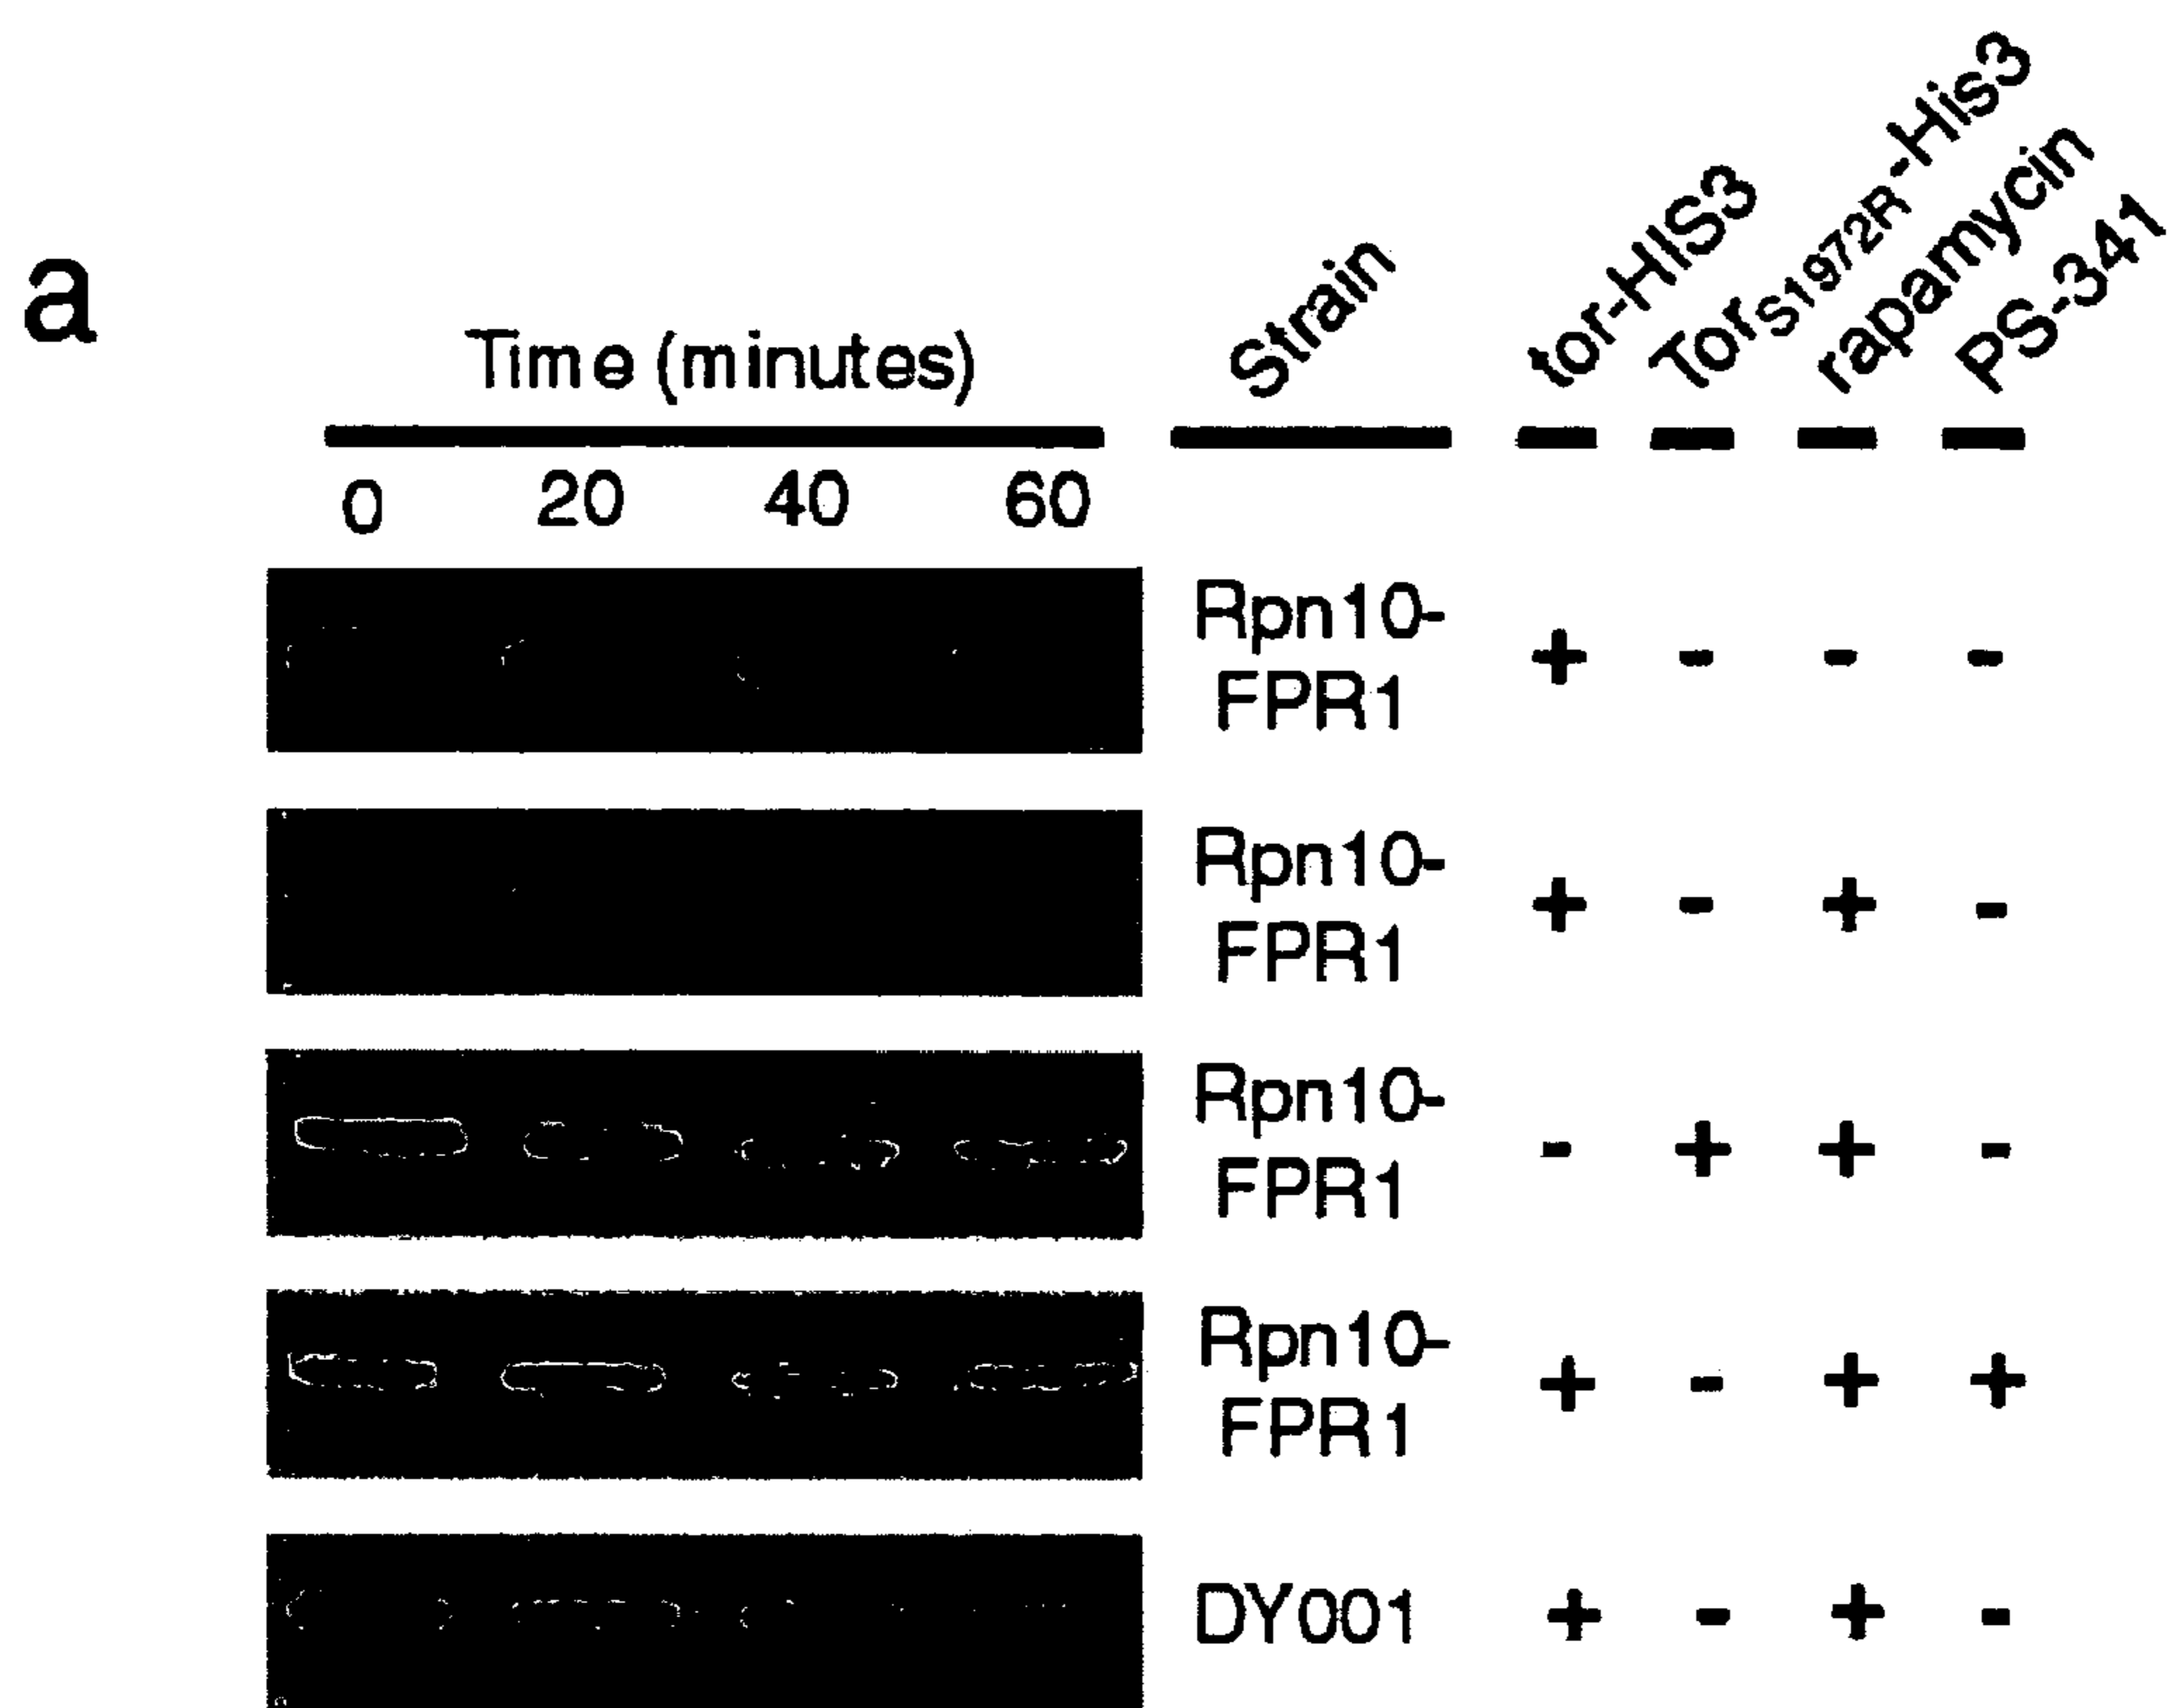 a
Time (minutes)
Strain
Tor-HIS3
TorS1972R-His3
rapamycin
PS-341
0 20 40 60
Rpn10-
FPR1
+ - - -
Rpn10-
FPR1
+ - + -
Rpn10-
FPR1
- + + -
Rpn10-
FPR1
+ - + +
DY001 + - + -